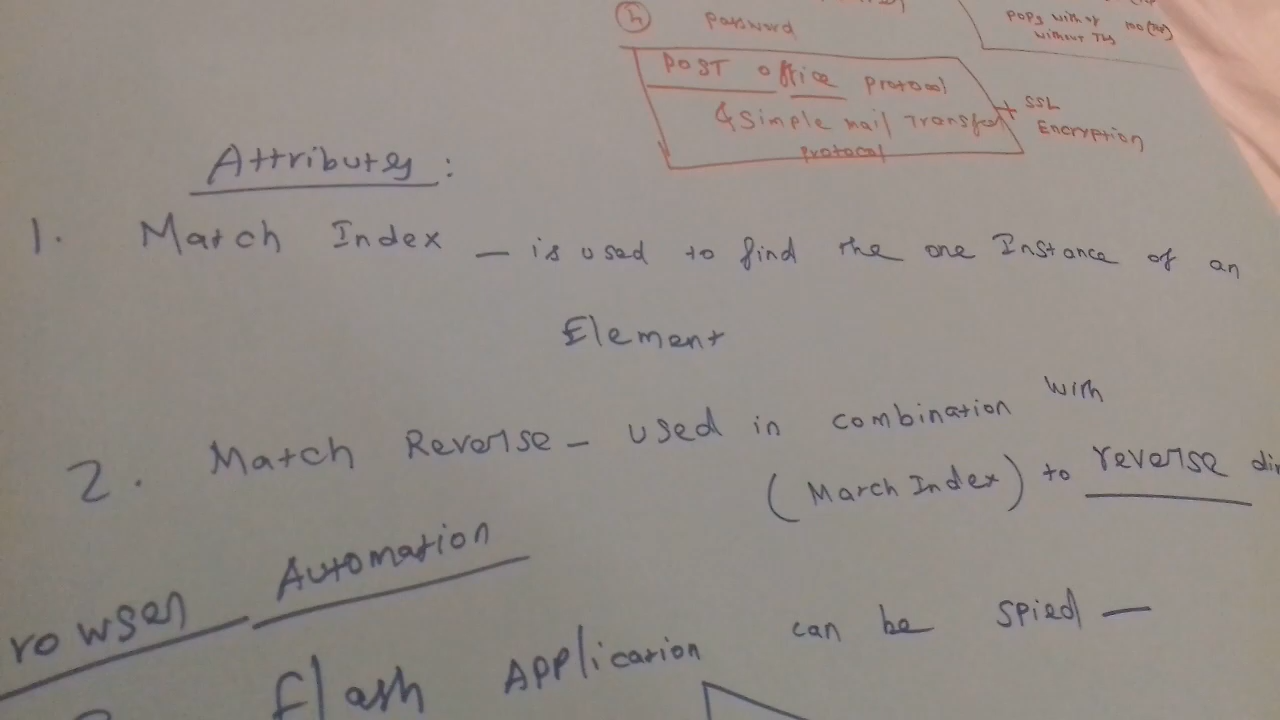 h Password
POP3 with or
without TLS
POST office protocol
& Simple mail Transfer
protocol
+ SSL
Encryption
Attributes :
1. Match Index – is used to find the one Instance of an
Element
2. Match Reverse – used in combination with
(March Index) to reverse
rowser Automation
Flash Application can be spied –